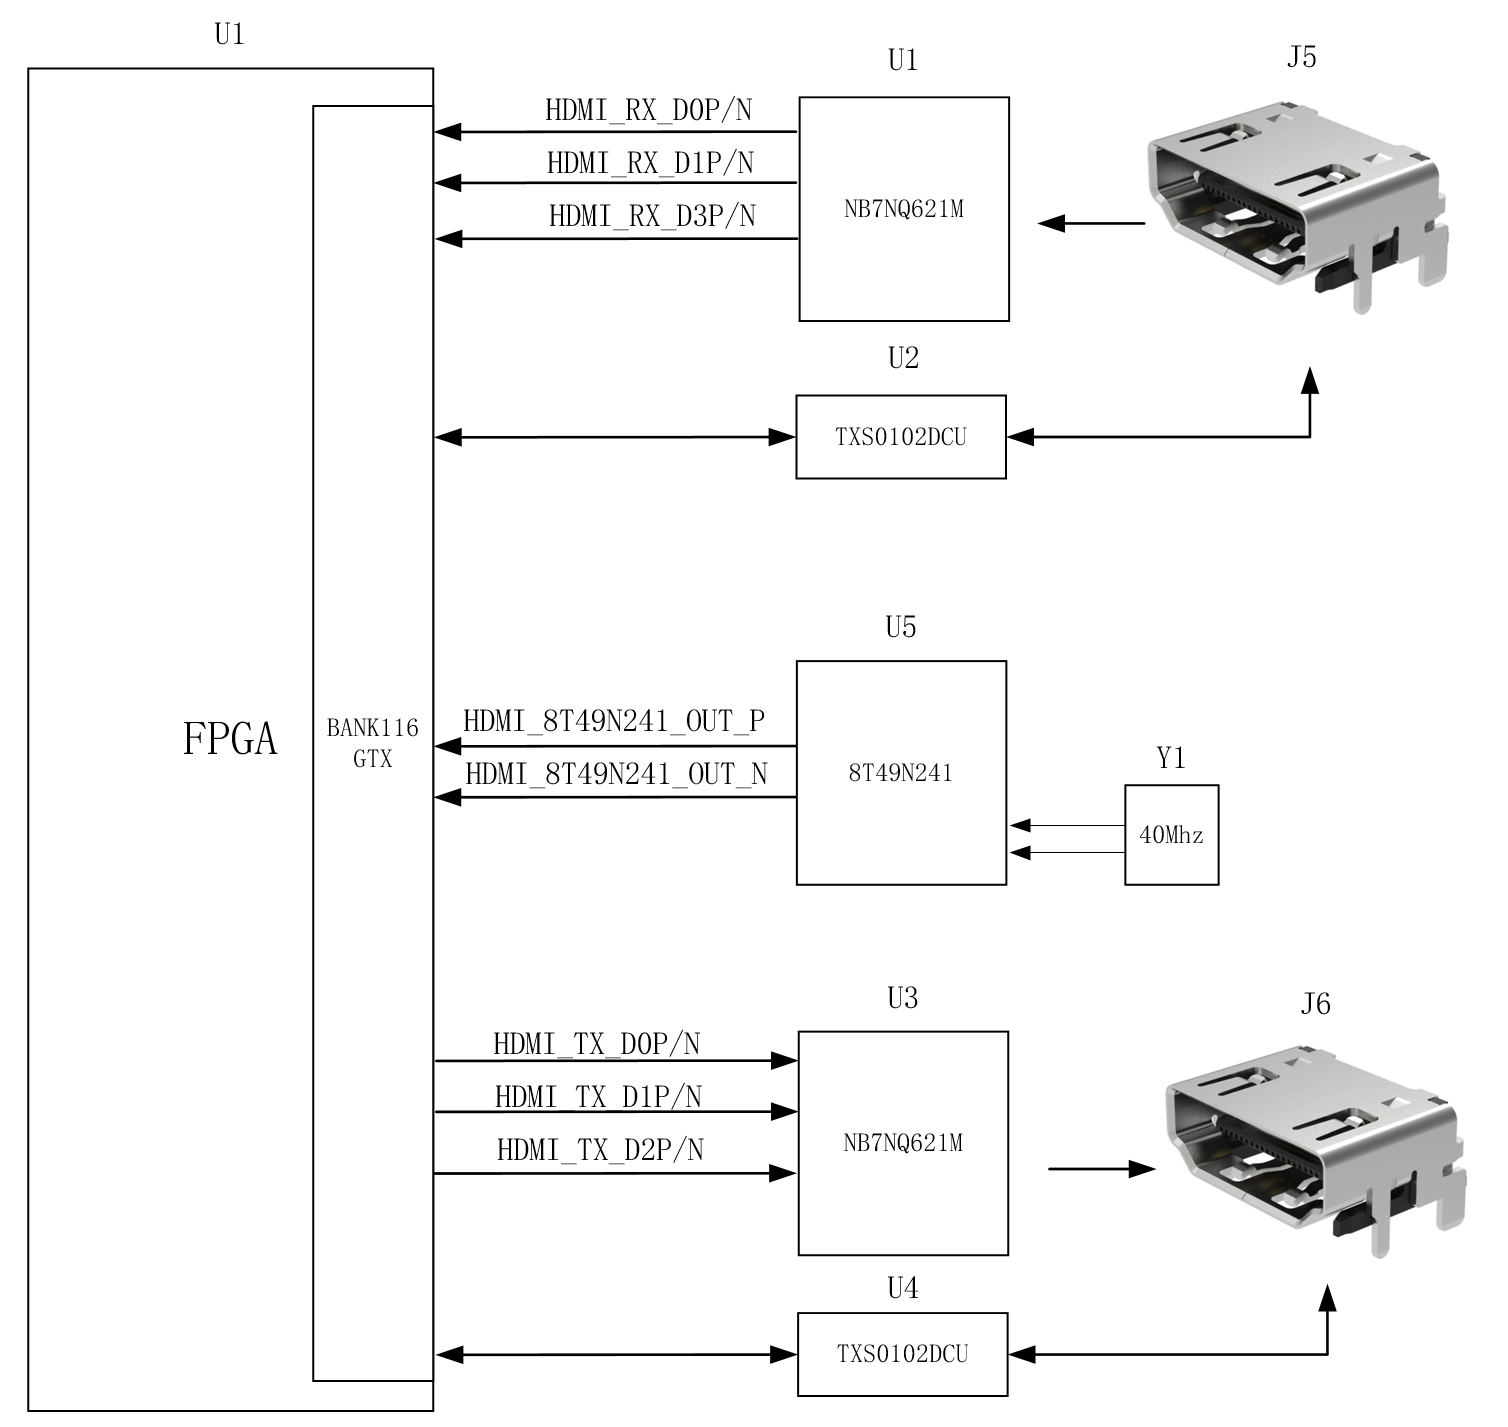 U1
U1
J5
HDMI_RX_D0P/N
HDMI_RX_D1P/N
HDMI_RX_D3P/N
NB7NQ621M
U2
TXS0102DCU
U5
FPGA
BANK116
GTX
HDMI_8T49N241_OUT_P
HDMI_8T49N241_OUT_N
8T49N241
Y1
40Mhz
U3
J6
HDMI_TX_D0P/N
HDMI_TX_D1P/N
HDMI_TX_D2P/N
NB7NQ621M
U4
TXS0102DCU